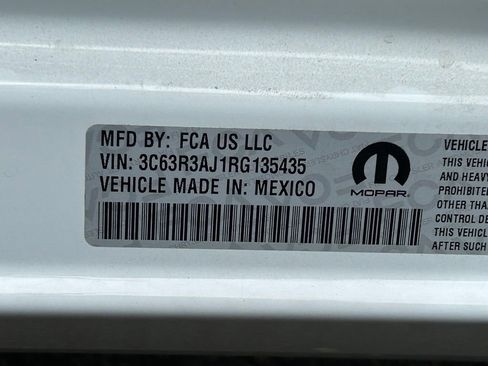 MFD BY: FCA US LLC
VIN: 3C63R3AJ1RG135435
VEHICLE MADE IN: MEXICO
MOPAR
VEHICLE
THIS VEHI
AND HEAVY
PROHIBITE
OTHER THA
CONTROL DE
THIS VEHICL
AFTER SUCH